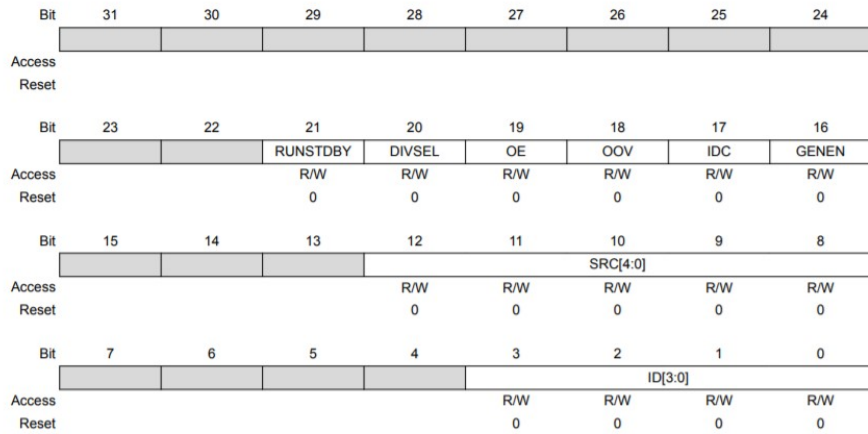 Bit 31 30 29 28 27 26 25 24
Access
Reset
Bit 23 22 21 20 19 18 17 16
RUNSTDBY DIVSEL OE OOV IDC GENEN
Access R/W R/W R/W R/W R/W R/W
Reset 0 0 0 0 0 0
Bit 15 14 13 12 11 10 9 8
SRC[4:0]
Access R/W R/W R/W R/W R/W
Reset 0 0 0 0 0
Bit 7 6 5 4 3 2 1 0
ID[3:0]
Access R/W R/W R/W R/W
Reset 0 0 0 0